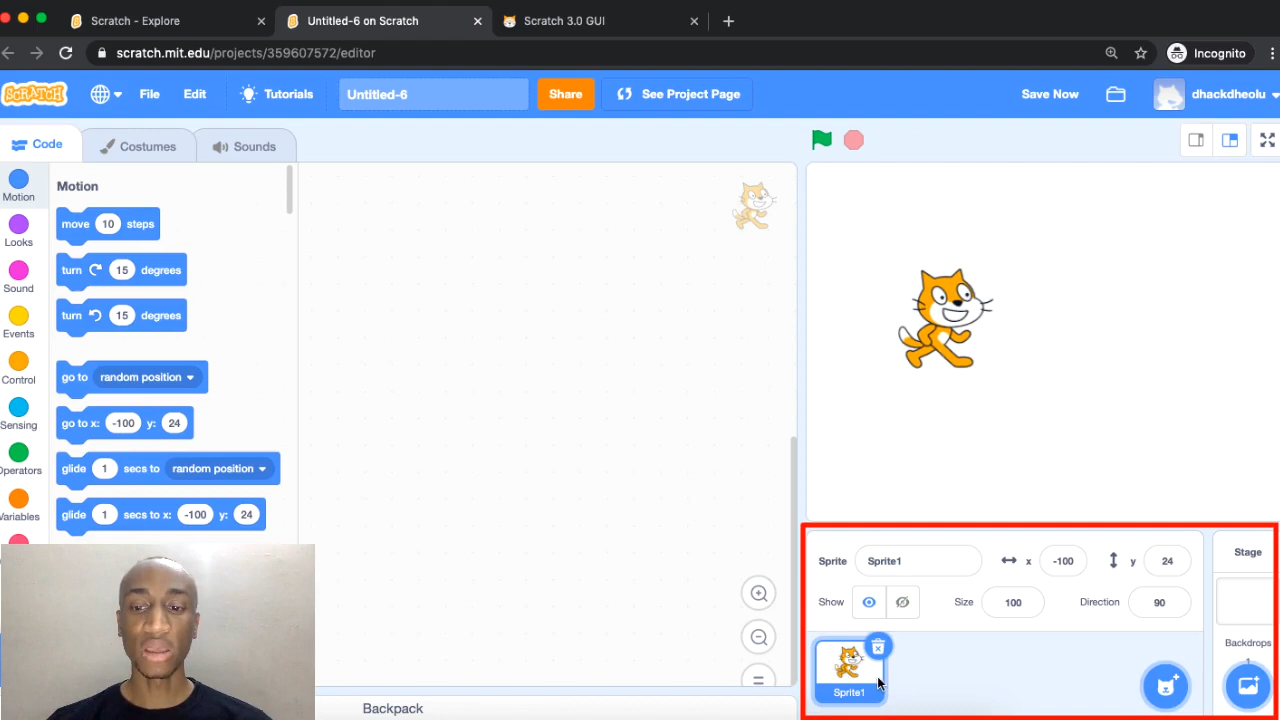 Scratch - Explore
Untitled-6 on Scratch
Scratch 3.0 GUI
scratch.mit.edu/projects/359607572/editor
Incognito
SCRATCH
File
Edit
Tutorials
Untitled-6
Share
See Project Page
Save Now
dhackdheolu
Code
Costumes
Sounds
Motion
Looks
Sound
Events
Control
Sensing
Operators
Variables
Motion
move 10 steps
turn 15 degrees
turn 15 degrees
go to random position
go to x: -100 y: 24
glide 1 secs to random position
glide 1 secs to x: -100 y: 24
Backpack
Sprite Sprite1 x -100 y 24
Show Size 100 Direction 90
Sprite1
Stage
Backdrops
1